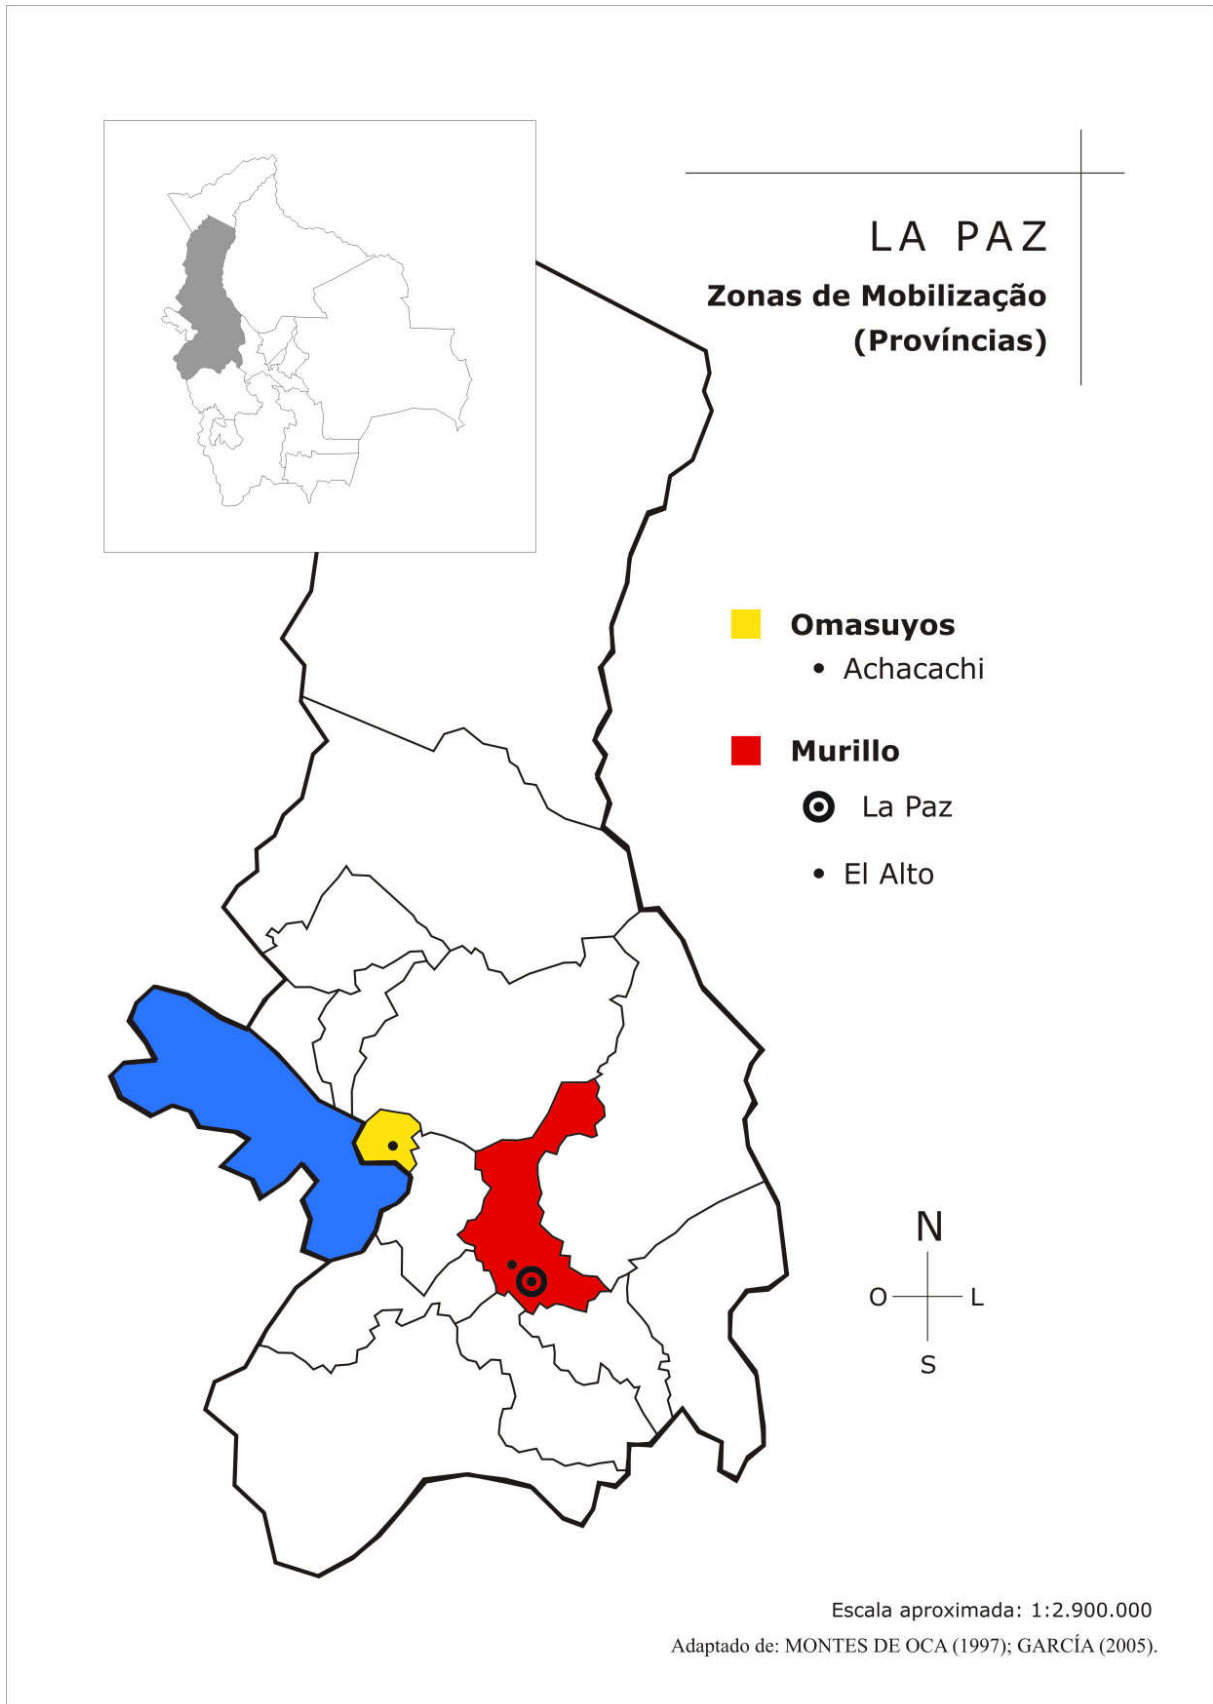 LA PAZ
Zonas de Mobilização
(Províncias)
Omasuyos
• Achacachi
Murillo
La Paz
• El Alto
N
O L
S
Escala aproximada: 1:2.900.000
Adaptado de: MONTES DE OCA (1997); GARCÍA (2005).